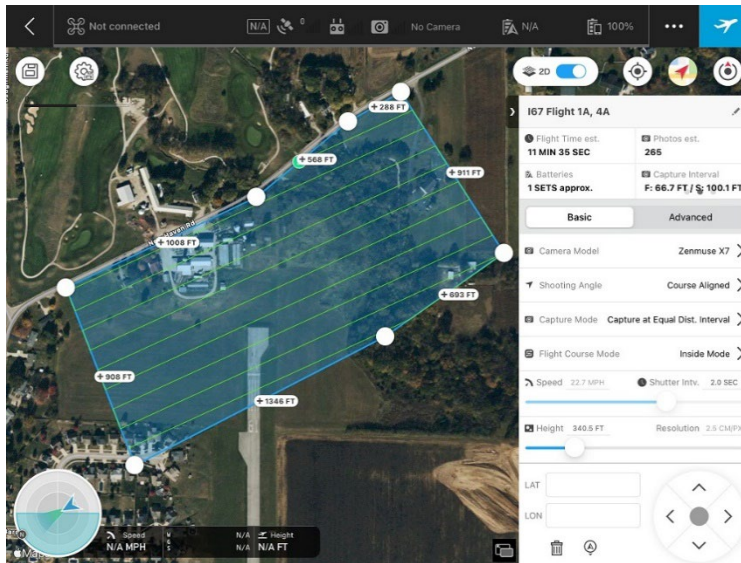 Not connected
N/A
0
No Camera
N/A
100%
2D
I67 Flight 1A, 4A
Flight Time est.
11 MIN 35 SEC
Photos est.
265
Batteries
1 SETS approx.
Capture Interval
F: 66.7 FT / S: 100.1 FT
Basic
Advanced
Camera Model
Zenmuse X7
Shooting Angle
Course Aligned
Capture Mode
Capture at Equal Dist. Interval
Flight Course Mode
Inside Mode
Speed 22.7 MPH
Shutter Intv. 2.0 SEC
Height 340.5 FT
Resolution 2.5 CM/PX
LAT
LON
+ 288 FT
+ 568 FT
+ 911 FT
+ 1008 FT
+ 693 FT
+ 908 FT
+ 1346 FT
Haven Rd
Speed
N/A MPH
W
G
S
N/A
N/A
Height
N/A FT